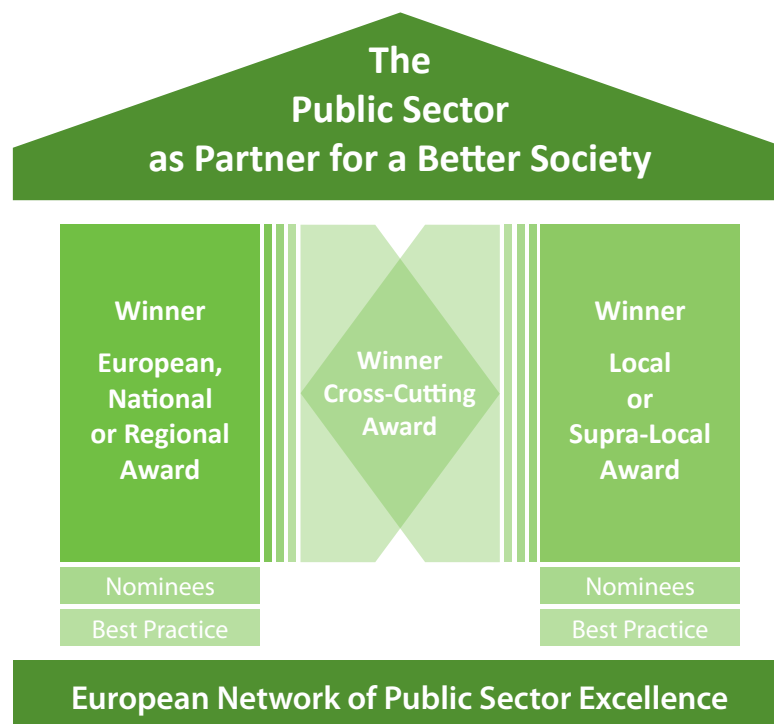 The
Public Sector
as Partner for a Better Society
Winner
European,
National
or Regional
Award
Winner
Cross-Cutting
Award
Winner
Local
or
Supra-Local
Award
Nominees
Best Practice
Nominees
Best Practice
European Network of Public Sector Excellence